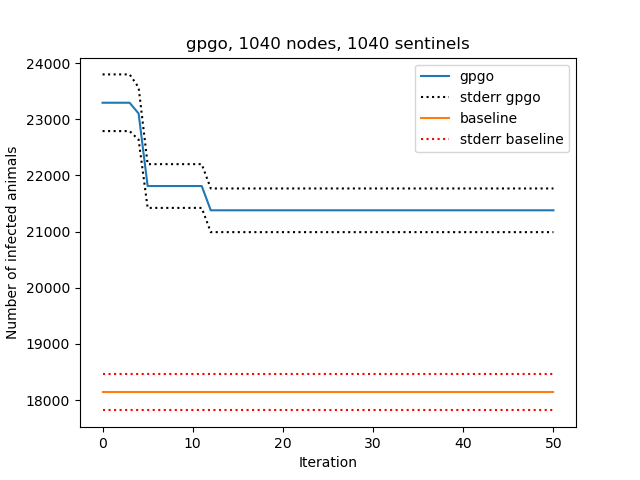 gpgo, 1040 nodes, 1040 sentinels
24000
23000
22000
21000
20000
19000
18000
Number of infected animals
gpgo
stderr gpgo
baseline
stderr baseline
0 10 20 30 40 50
Iteration